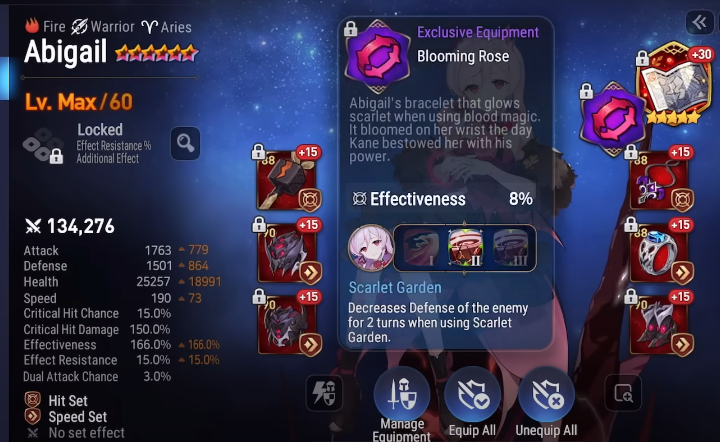 Fire Warrior Aries
Abigail
Lv. Max/60
Locked
Effect Resistance %
Additional Effect
134,276
Attack 1763 779
Defense 1501 864
Health 25257 18991
Speed 190 73
Critical Hit Chance 15.0%
Critical Hit Damage 150.0%
Effectiveness 166.0% 166.0%
Effect Resistance 15.0% 15.0%
Dual Attack Chance 3.0%
Hit Set
Speed Set
No set effect
88 +15
70 +15
70 +15
Exclusive Equipment
Blooming Rose
Abigail's bracelet that glows
scarlet when using blood magic.
It bloomed on her wrist the day
Kane bestowed her with his
power.
Effectiveness 8%
I II III
Scarlet Garden
Decreases Defense of the enemy
for 2 turns when using Scarlet
Garden.
+30
88 +15
88 +15
70 +15
Manage
Equipment
Equip All
Unequip All